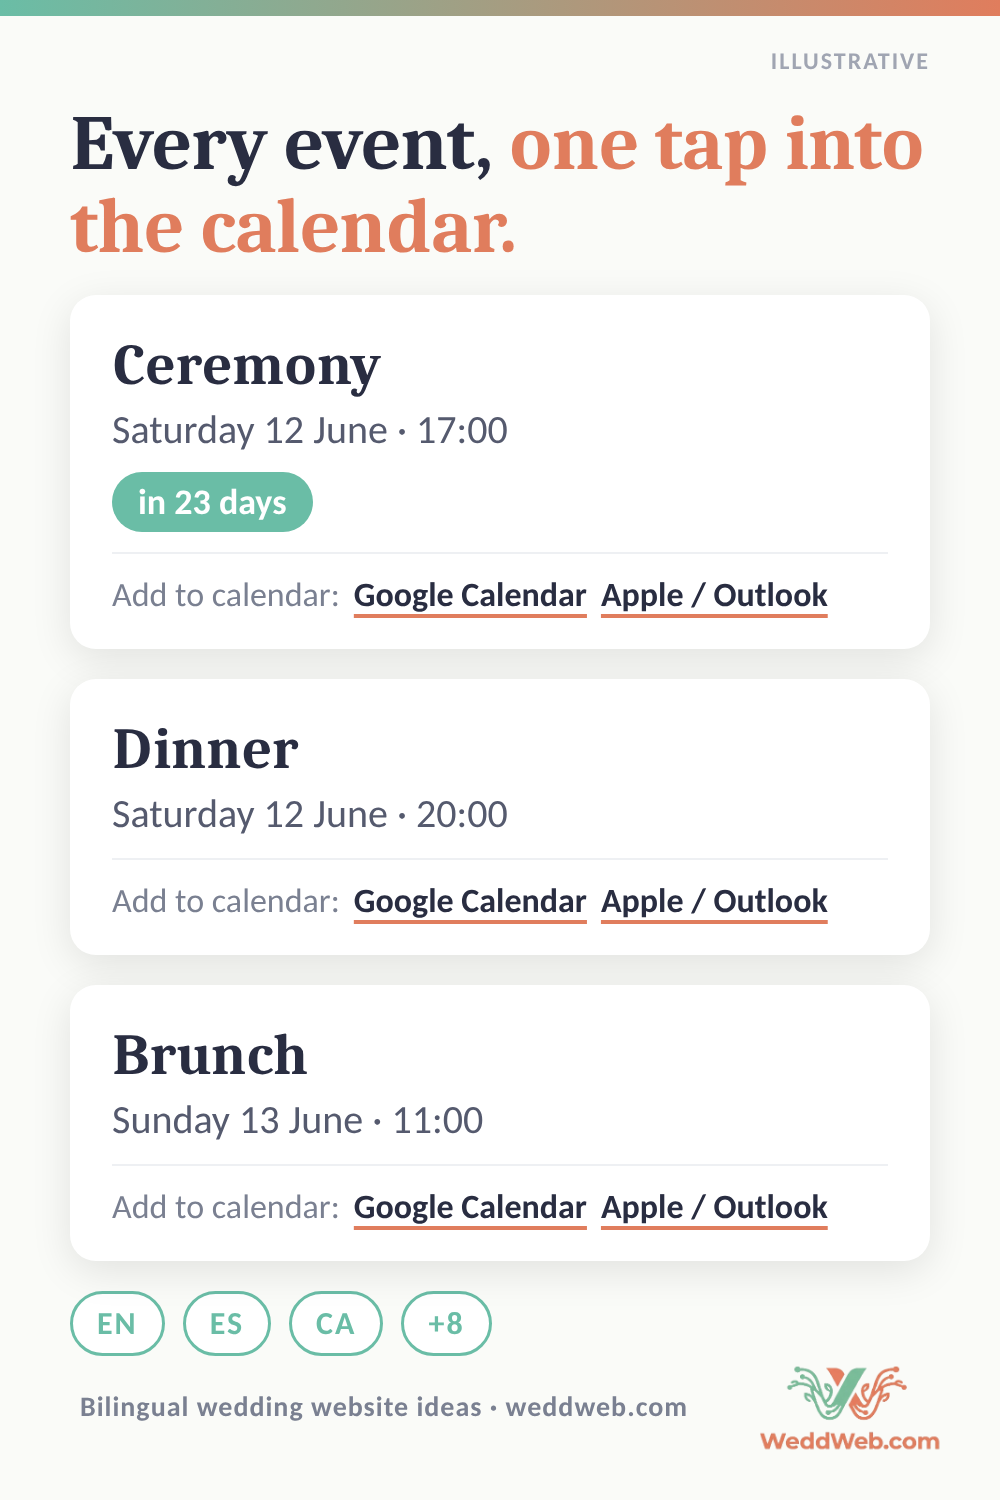 ILLUSTRATIVE
Every event, one tap into
the calendar.
Ceremony
Saturday 12 June · 17:00
in 23 days
Add to calendar: Google Calendar Apple / Outlook
Dinner
Saturday 12 June · 20:00
Add to calendar: Google Calendar Apple / Outlook
Brunch
Sunday 13 June · 11:00
Add to calendar: Google Calendar Apple / Outlook
EN ES CA +8
Bilingual wedding website ideas · weddweb.com
WeddWeb.com